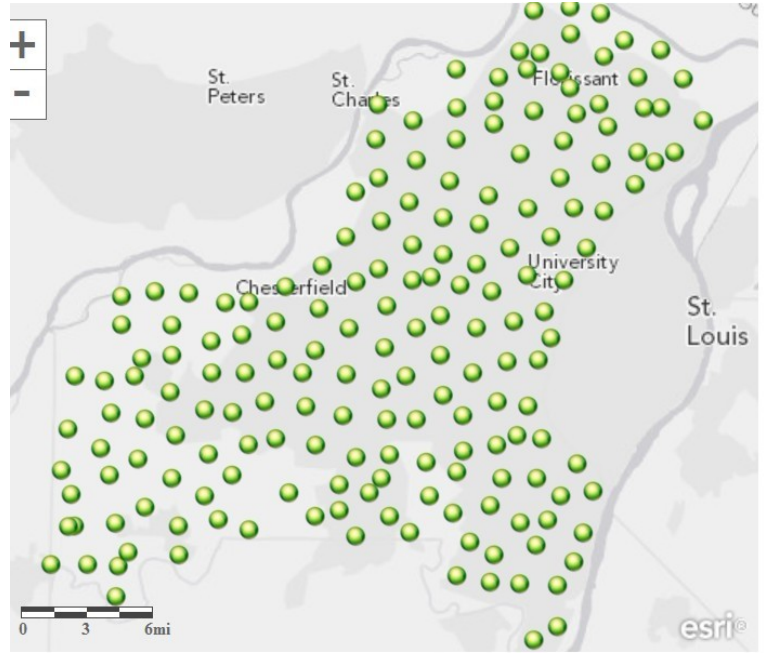 +
-
St.
Peters
St.
Charles
Florissant
University
City
Chesterfield
St.
Louis
0 3 6mi
esri®